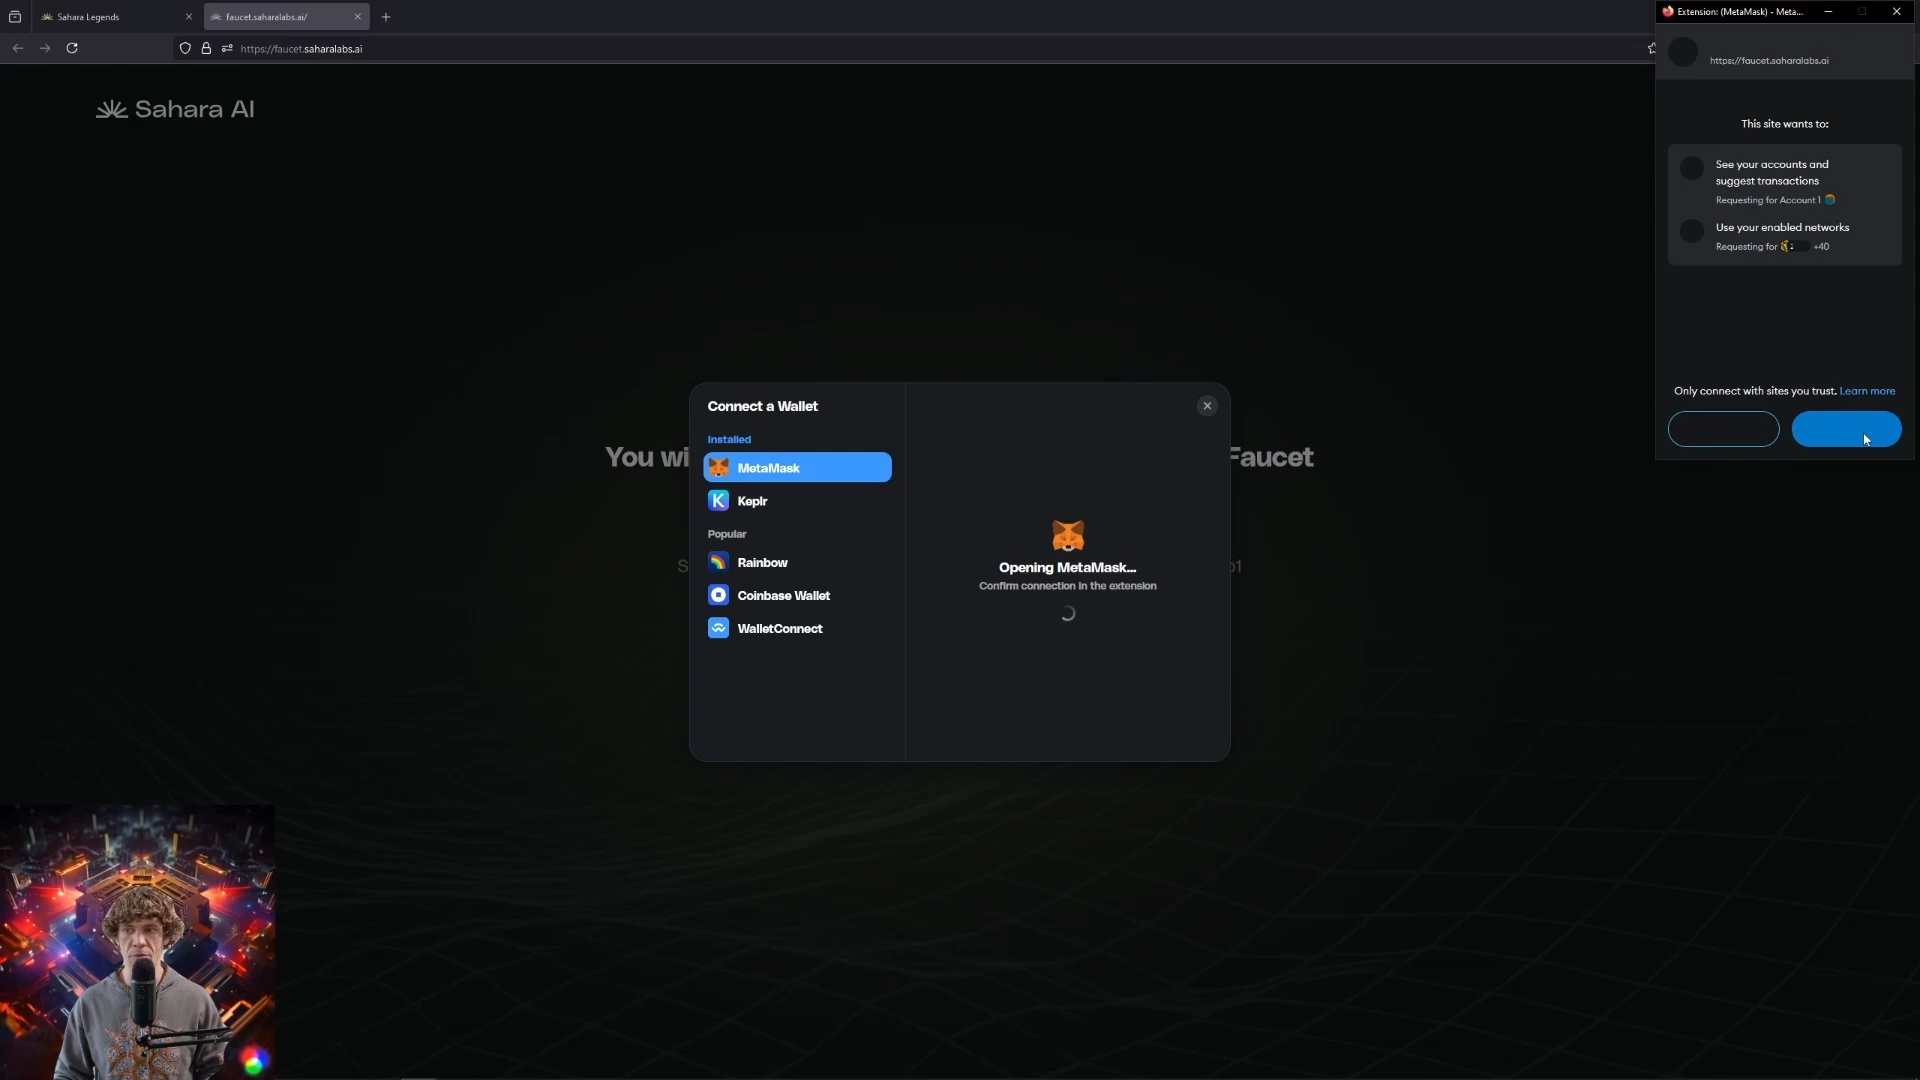 Sahara Legends
faucet.saharalabs.ai/
https://faucet.saharalabs.ai
Sahara AI
You wi
Faucet
S
Connect a Wallet
Installed
MetaMask
Keplr
Popular
Rainbow
Coinbase Wallet
WalletConnect
Opening MetaMask...
Confirm connection in the extension
Extension: (MetaMask) - Meta...
https://faucet.saharalabs.ai
This site wants to:
See your accounts and
suggest transactions
Requesting for Account 1
Use your enabled networks
Requesting for +40
Only connect with sites you trust. Learn more